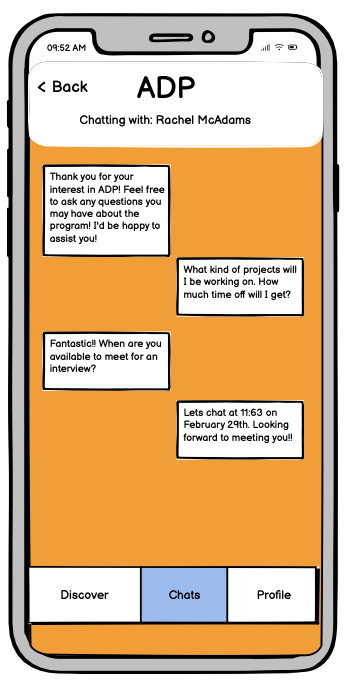 09:52 AM
< Back
ADP
Chatting with: Rachel McAdams
Thank you for your
interest in ADP! Feel free
to ask any questions you
may have about the
program! I'd be happy to
assist you!
What kind of projects will
I be working on. How
much time off will I get?
Fantastic!! When are you
available to meet for an
interview?
Lets chat at 11:63 on
February 29th. Looking
forward to meeting you!!
Discover
Chats
Profile